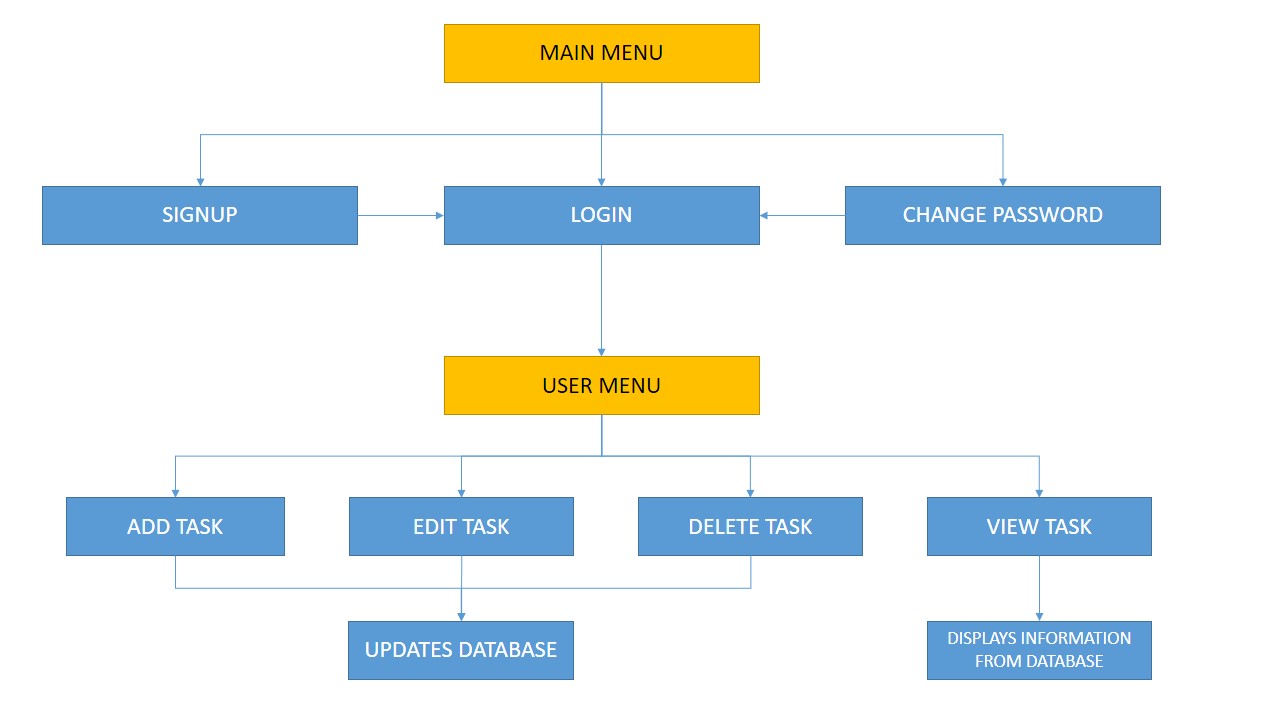 MAIN MENU
SIGNUP
LOGIN
CHANGE PASSWORD
USER MENU
ADD TASK
EDIT TASK
DELETE TASK
VIEW TASK
UPDATES DATABASE
DISPLAYS INFORMATION
FROM DATABASE